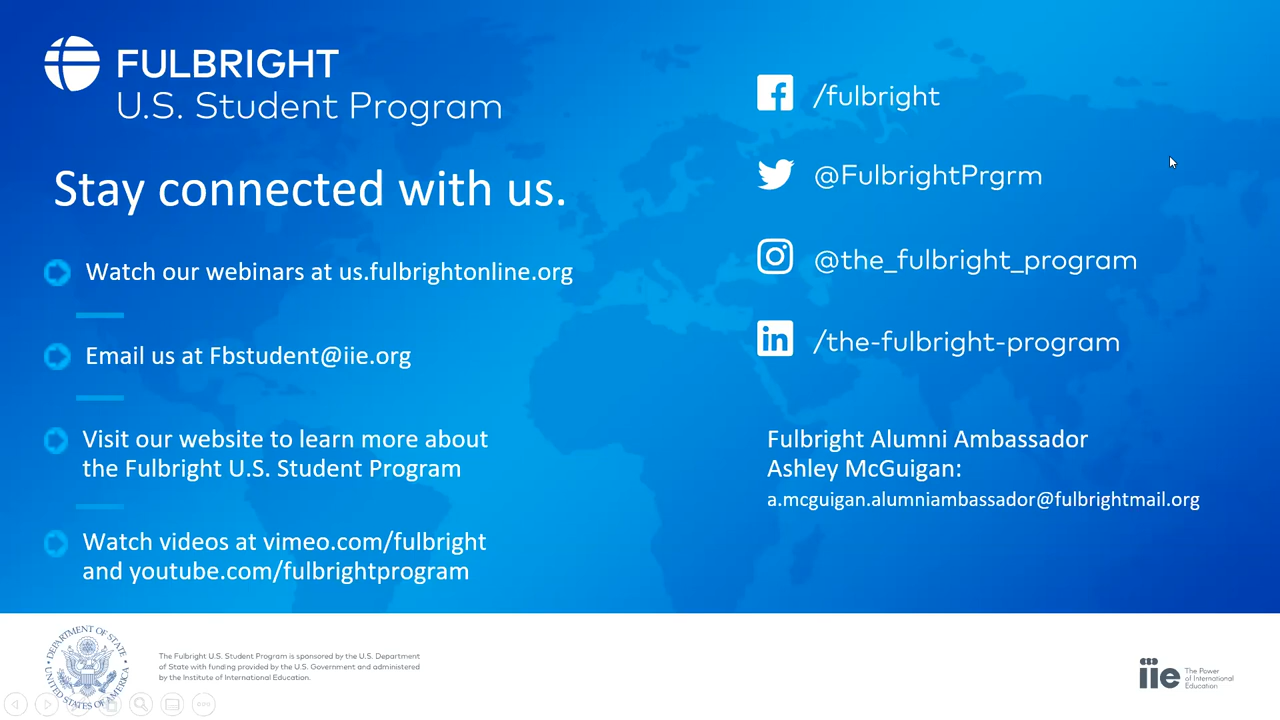 FULBRIGHT
U.S. Student Program
Stay connected with us.
Watch our webinars at us.fulbrightonline.org
Email us at Fbstudent@iie.org
Visit our website to learn more about
the Fulbright U.S. Student Program
Watch videos at vimeo.com/fulbright
and youtube.com/fulbrightprogram
/fulbright
@FulbrightPrgrm
@the_fulbright_program
in /the-fulbright-program
Fulbright Alumni Ambassador
Ashley McGuigan:
a.mcguigan.alumniambassador@fulbrightmail.org
DEPARTMENT OF STATE
UNITED STATES OF AMERICA
The Fulbright U.S. Student Program is sponsored by the U.S. Department
of State with funding provided by the U.S. Government and administered
by the Institute of International Education.
iie
The Power
of International
Education